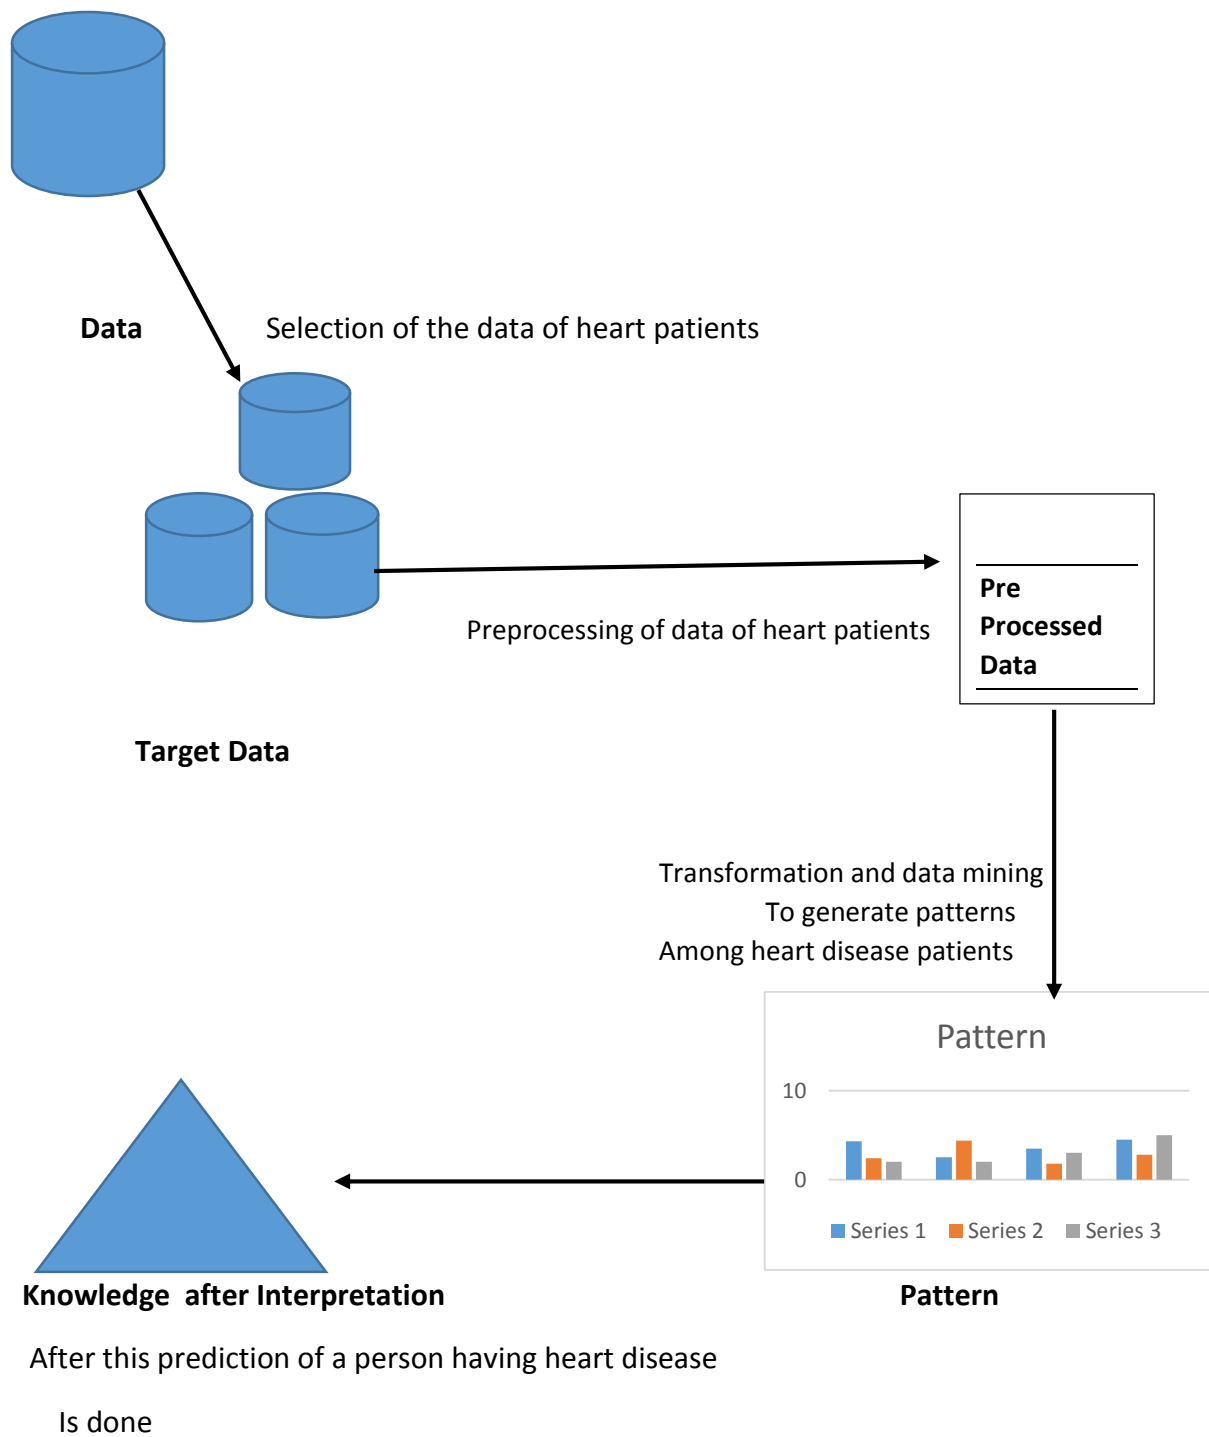 Data
Selection of the data of heart patients
Preprocessing of data of heart patients
Pre
Processed
Data
Target Data
Transformation and data mining
To generate patterns
Among heart disease patients
Pattern
10
0
Series 1 Series 2 Series 3
Knowledge  after Interpretation
Pattern
After this prediction of a person having heart disease
Is done